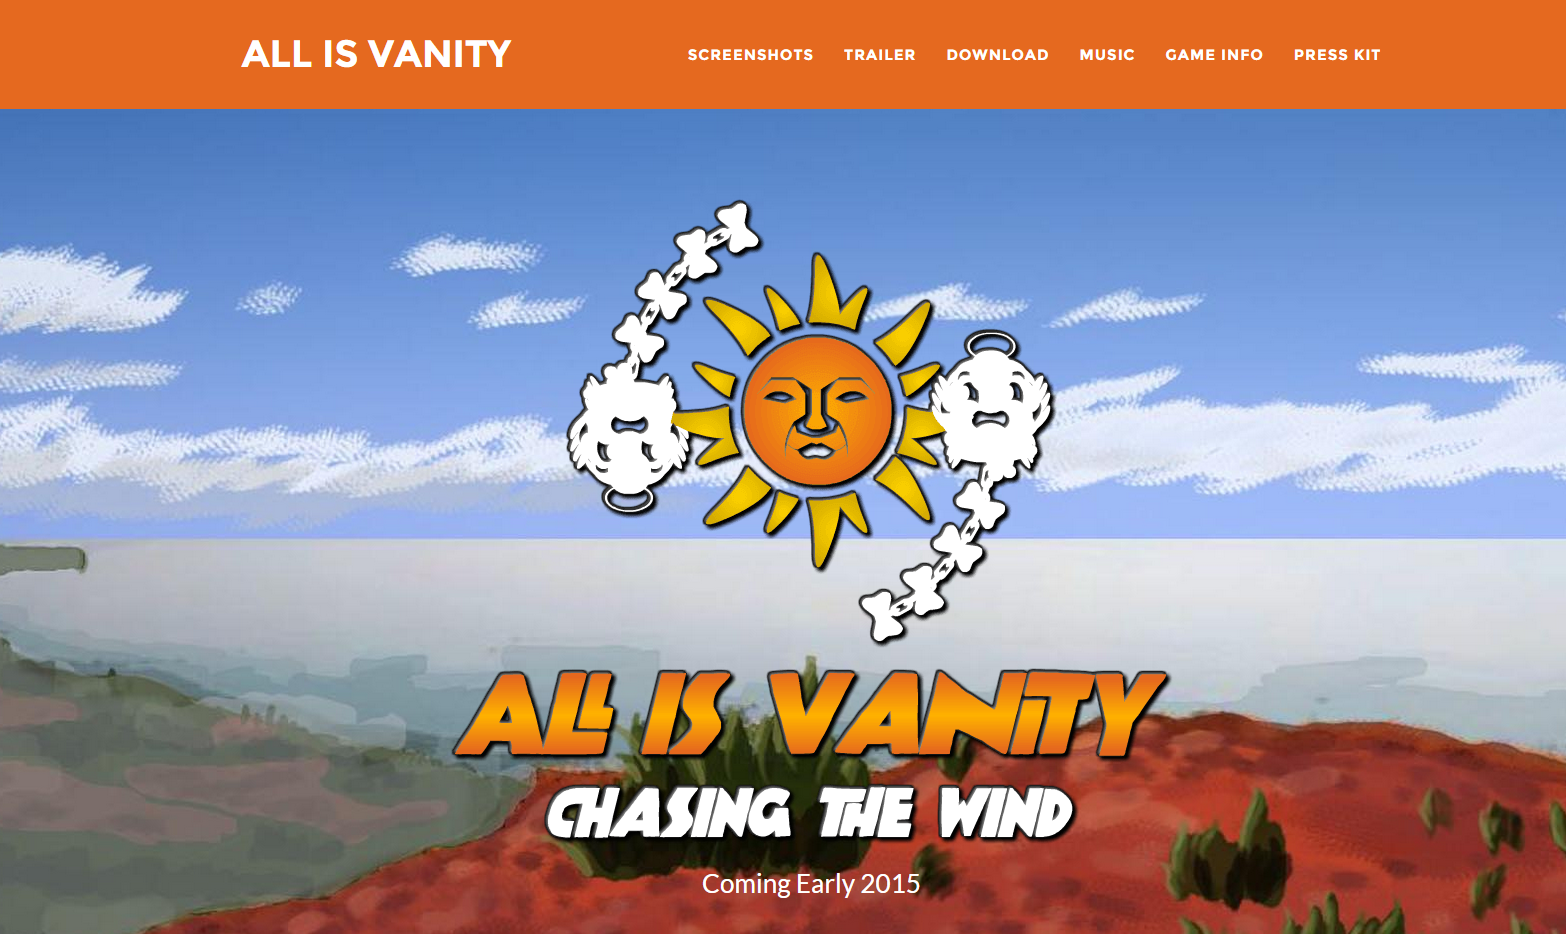 ALL IS VANITY
SCREENSHOTS TRAILER DOWNLOAD MUSIC GAME INFO PRESS KIT
ALL IS VANITY
CHASING THE WIND
Coming Early 2015